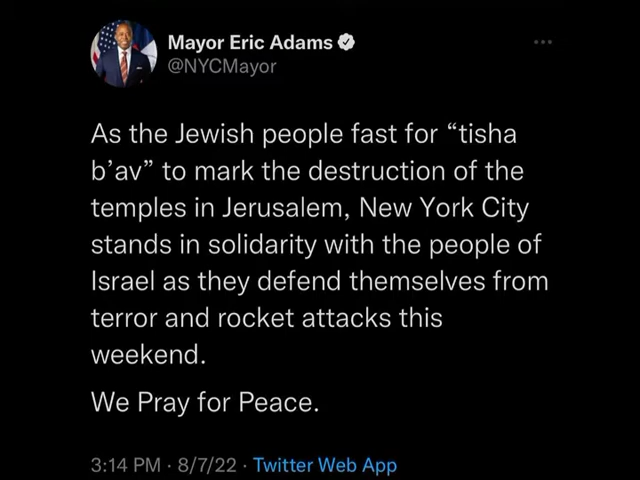 Mayor Eric Adams
@NYCMayor
As the Jewish people fast for “tisha
b’av” to mark the destruction of the
temples in Jerusalem, New York City
stands in solidarity with the people of
Israel as they defend themselves from
terror and rocket attacks this
weekend.
We Pray for Peace.
3:14 PM · 8/7/22 · Twitter Web App